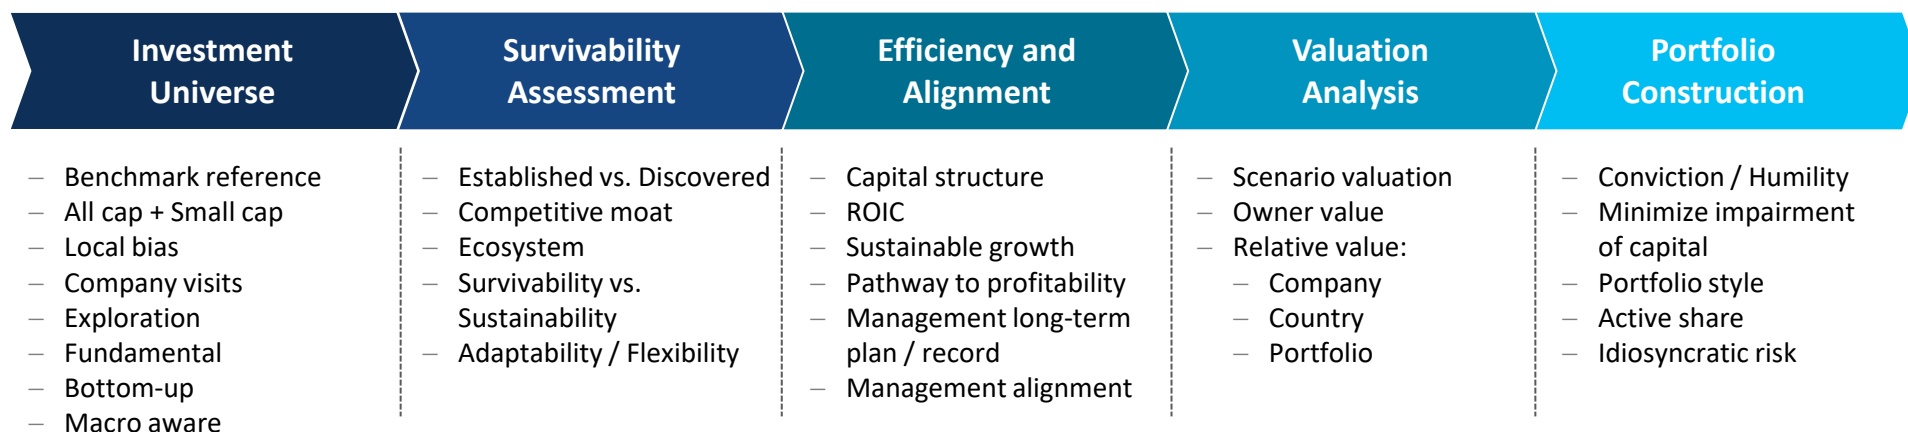 Investment
Universe
Survivability
Assessment
Efficiency and
Alignment
Valuation
Analysis
Portfolio
Construction
– Benchmark reference
– All cap + Small cap
– Local bias
– Company visits
– Exploration
– Fundamental
– Bottom-up
– Macro aware
– Established vs. Discovered
– Competitive moat
– Ecosystem
– Survivability vs.
Sustainability
– Adaptability / Flexibility
– Capital structure
– ROIC
– Sustainable growth
– Pathway to profitability
– Management long-term
plan / record
– Management alignment
– Scenario valuation
– Owner value
– Relative value:
– Company
– Country
– Portfolio
– Conviction / Humility
– Minimize impairment
of capital
– Portfolio style
– Active share
– Idiosyncratic risk